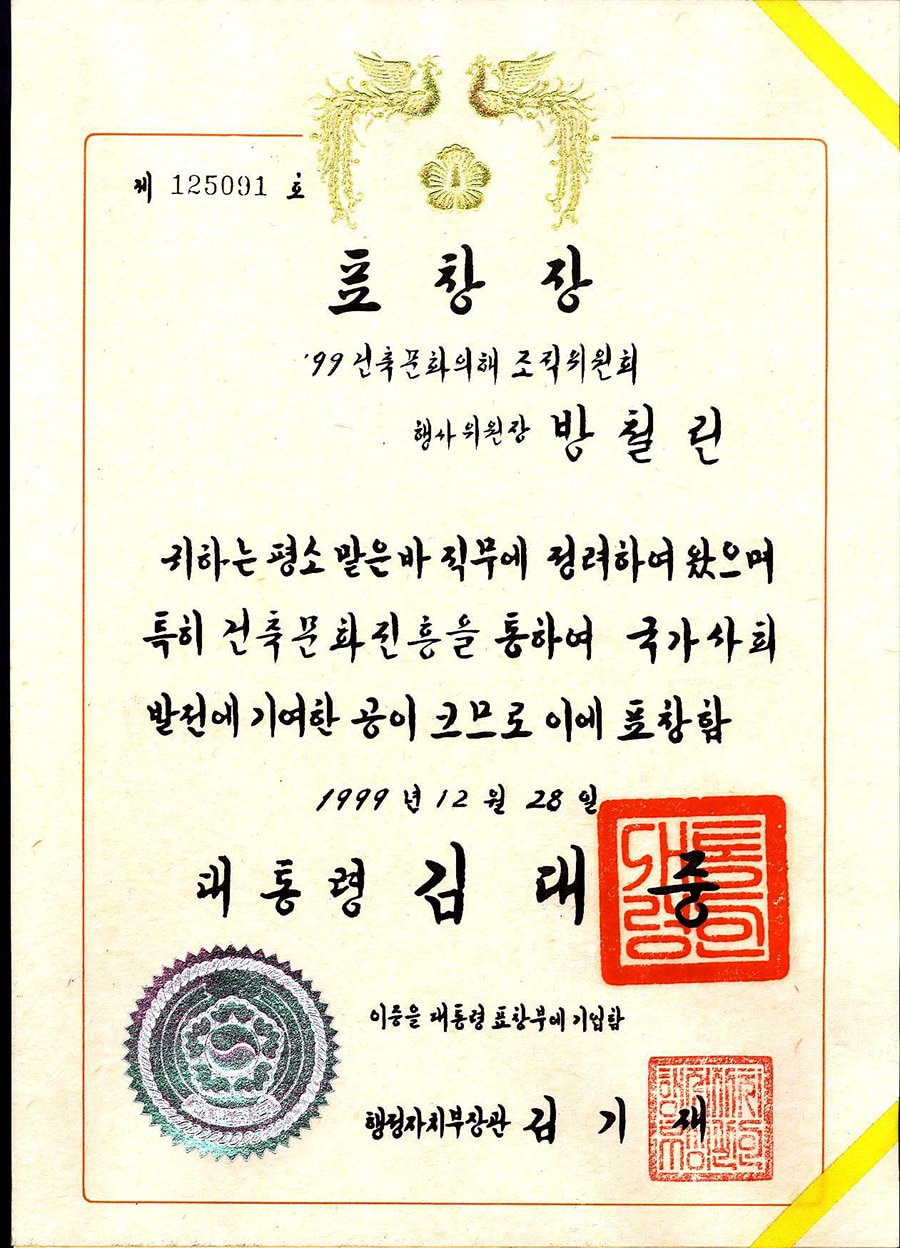 제 125091 호
표 창 장
'99 건축문화의해 조직위원회
행사위원장 방 철 린
귀하는 평소 맡은바 직무에 정려하여 왔으며
특히 건축문화진흥을 통하여 국가사회
발전에 기여한 공이 크므로 이에 표창함
1999 년 12 월 28 일
대 통 령 김 대 중
이증을 대통령 표창부에 기입함
행정자치부장관 김 기 재